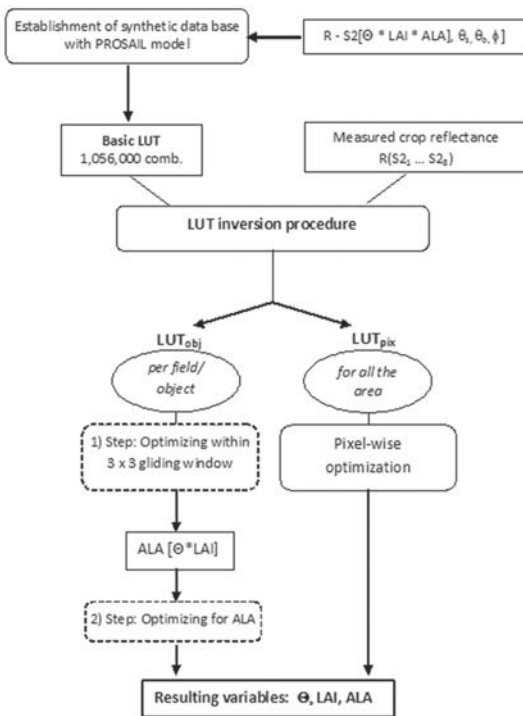 Establishment of synthetic data base
with PROSAIL model
R - S2[Θ * LAI * ALA], θs, θo, ϕ]
Basic LUT
1,056,000 comb.
Measured crop reflectance
R(S2₁ ... S2₈)
LUT inversion procedure
LUTobj
LUTpix
per field/
object
for all the
area
1) Step: Optimizing within
3 x 3 gliding window
Pixel-wise
optimization
ALA [Θ*LAI]
2) Step: Optimizing for ALA
Resulting variables: Θ, LAI, ALA